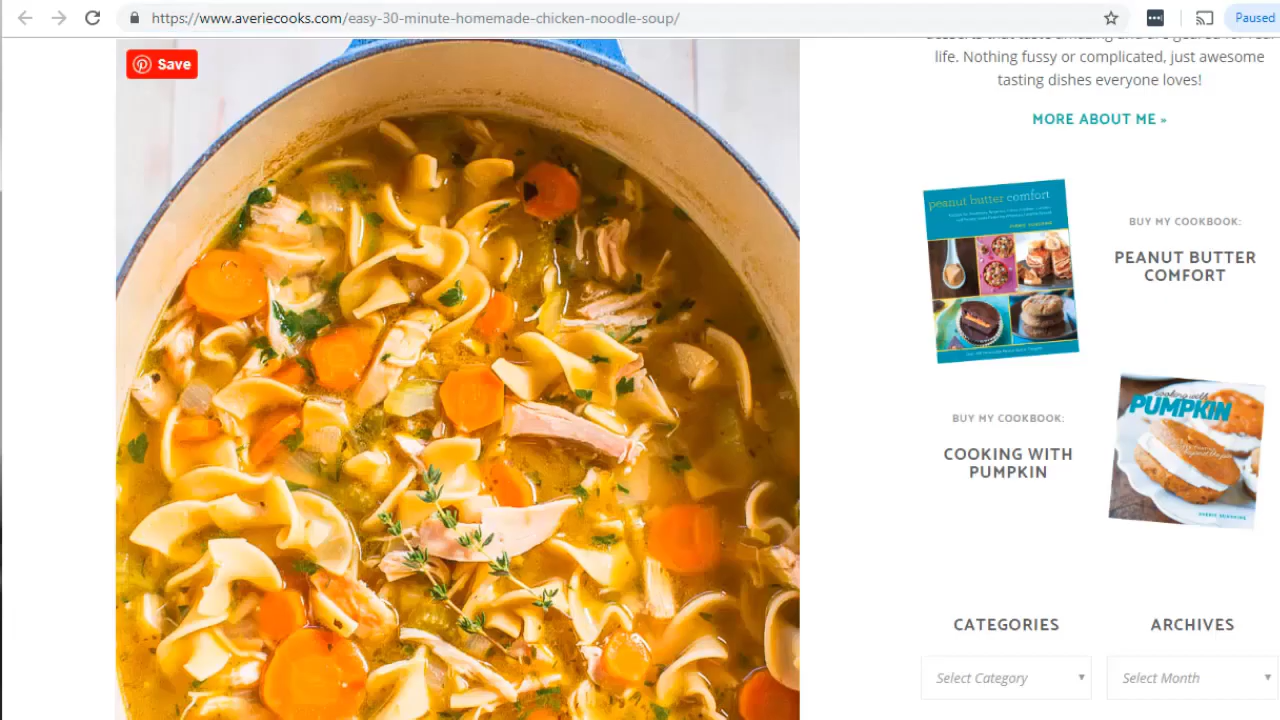 https://www.averiecooks.com/easy-30-minute-homemade-chicken-noodle-soup/
Paused
Save
life. Nothing fussy or complicated, just awesome
tasting dishes everyone loves!
MORE ABOUT ME »
peanut butter comfort
BUY MY COOKBOOK:
PEANUT BUTTER
COMFORT
BUY MY COOKBOOK:
COOKING WITH
PUMPKIN
cooking with
PUMPKIN
CATEGORIES
ARCHIVES
Select Category
Select Month